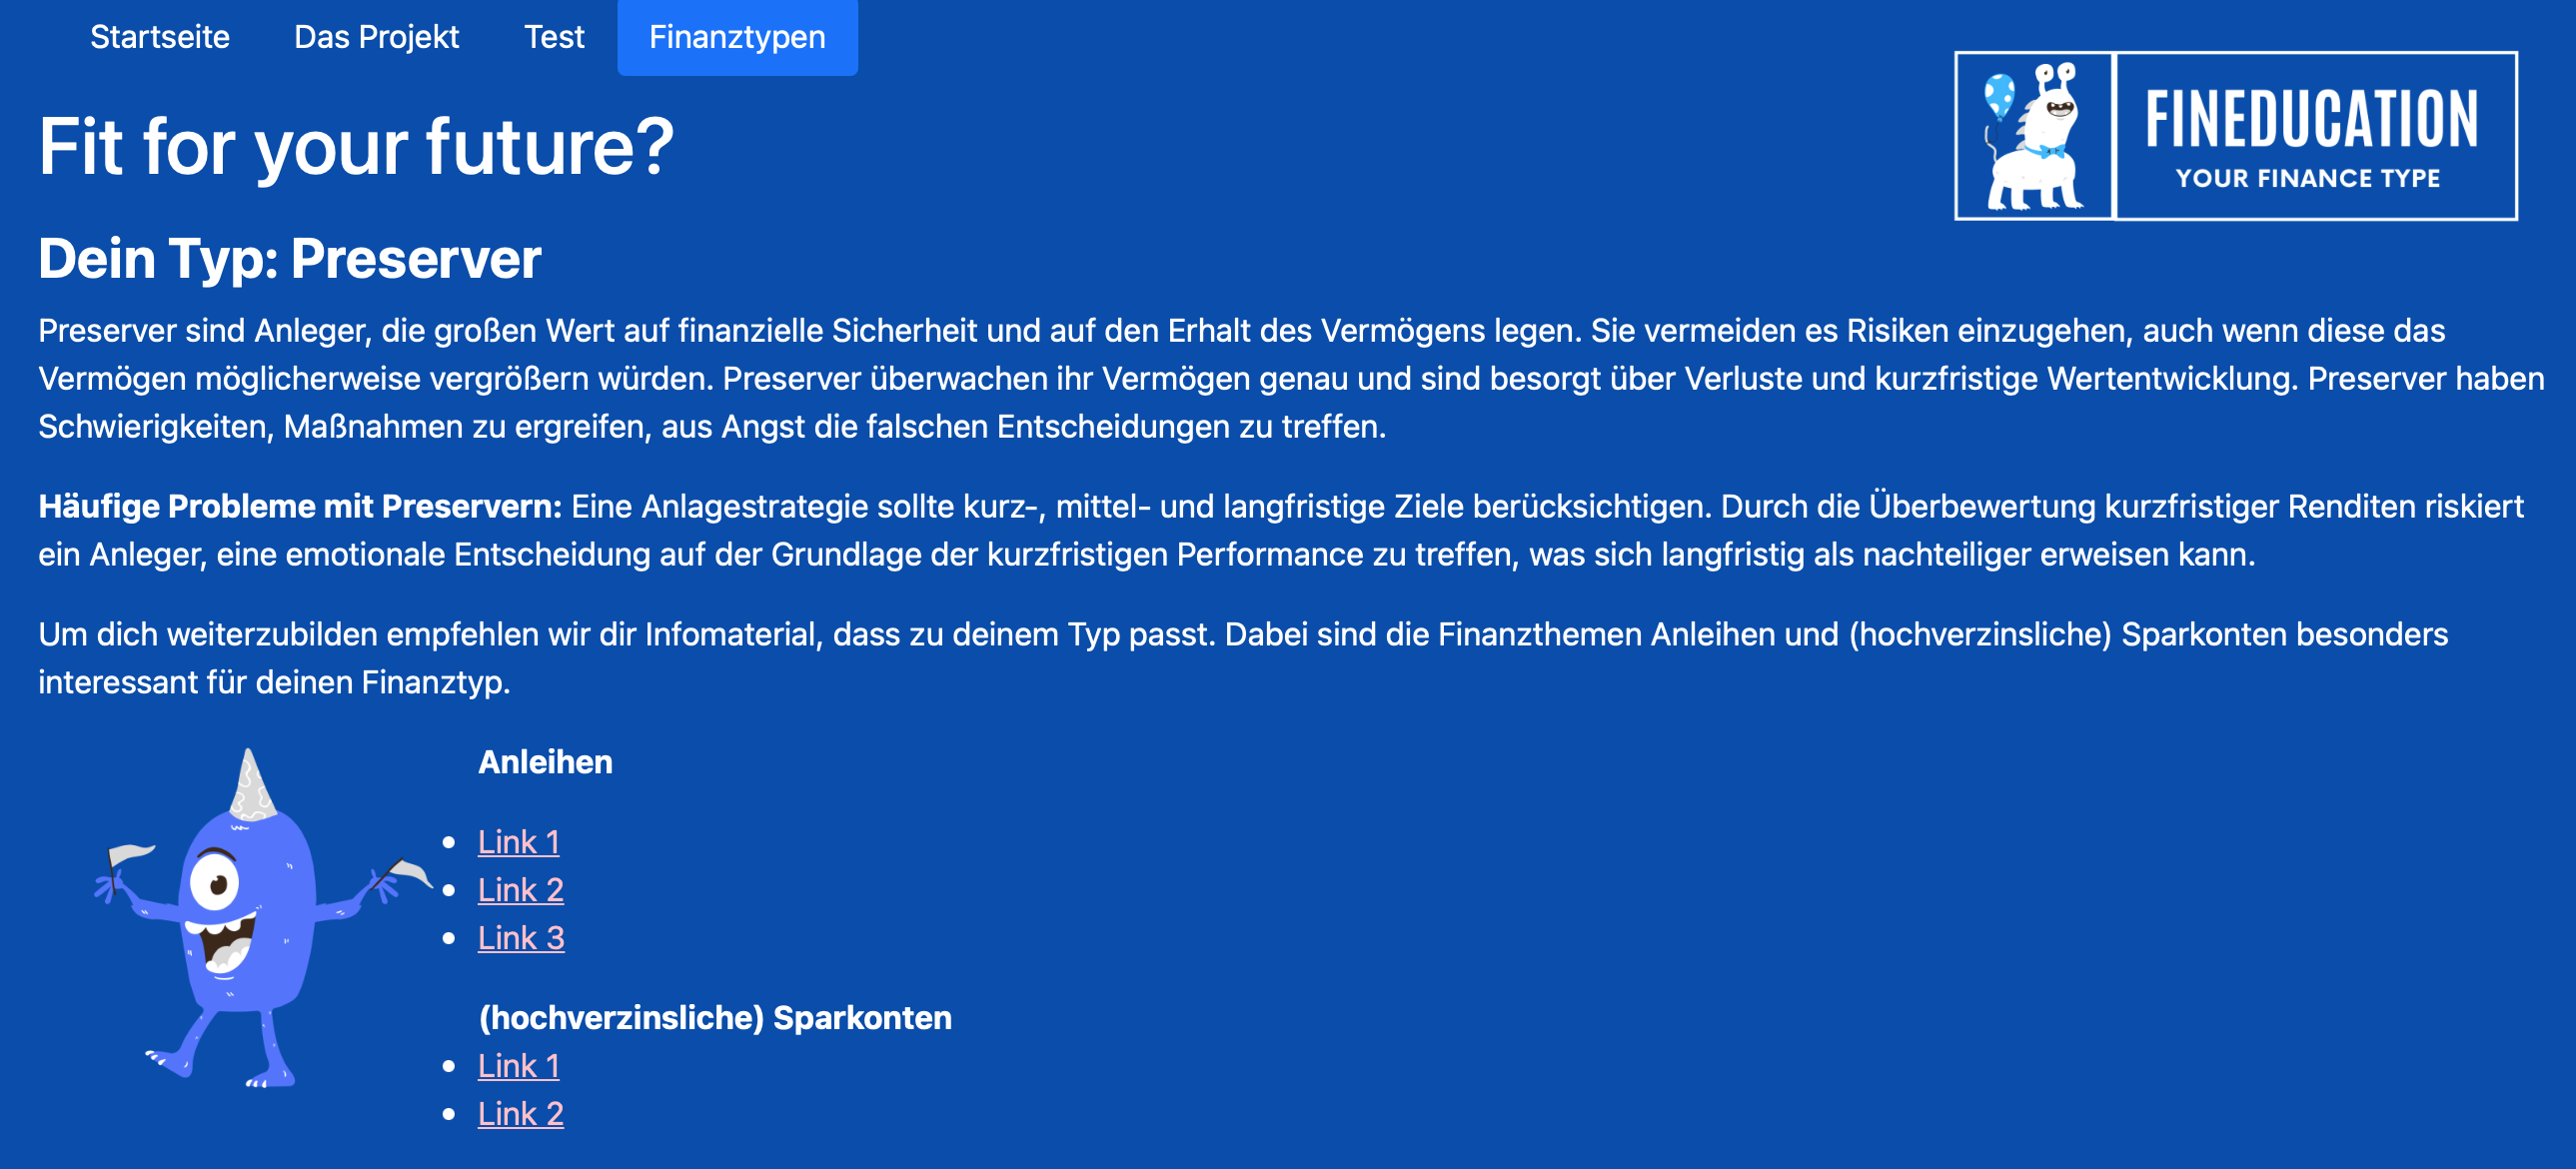 Startseite Das Projekt Test Finanztypen
FINEDUCATION
YOUR FINANCE TYPE
Fit for your future?
Dein Typ: Preserver
Preserver sind Anleger, die großen Wert auf finanzielle Sicherheit und auf den Erhalt des Vermögens legen. Sie vermeiden es Risiken einzugehen, auch wenn diese das
Vermögen möglicherweise vergrößern würden. Preserver überwachen ihr Vermögen genau und sind besorgt über Verluste und kurzfristige Wertentwicklung. Preserver haben
Schwierigkeiten, Maßnahmen zu ergreifen, aus Angst die falschen Entscheidungen zu treffen.
Häufige Probleme mit Preservern: Eine Anlagestrategie sollte kurz-, mittel- und langfristige Ziele berücksichtigen. Durch die Überbewertung kurzfristiger Renditen riskiert
ein Anleger, eine emotionale Entscheidung auf der Grundlage der kurzfristigen Performance zu treffen, was sich langfristig als nachteiliger erweisen kann.
Um dich weiterzubilden empfehlen wir dir Infomaterial, dass zu deinem Typ passt. Dabei sind die Finanzthemen Anleihen und (hochverzinsliche) Sparkonten besonders
interessant für deinen Finanztyp.
Anleihen
• Link 1
• Link 2
• Link 3
(hochverzinsliche) Sparkonten
• Link 1
• Link 2